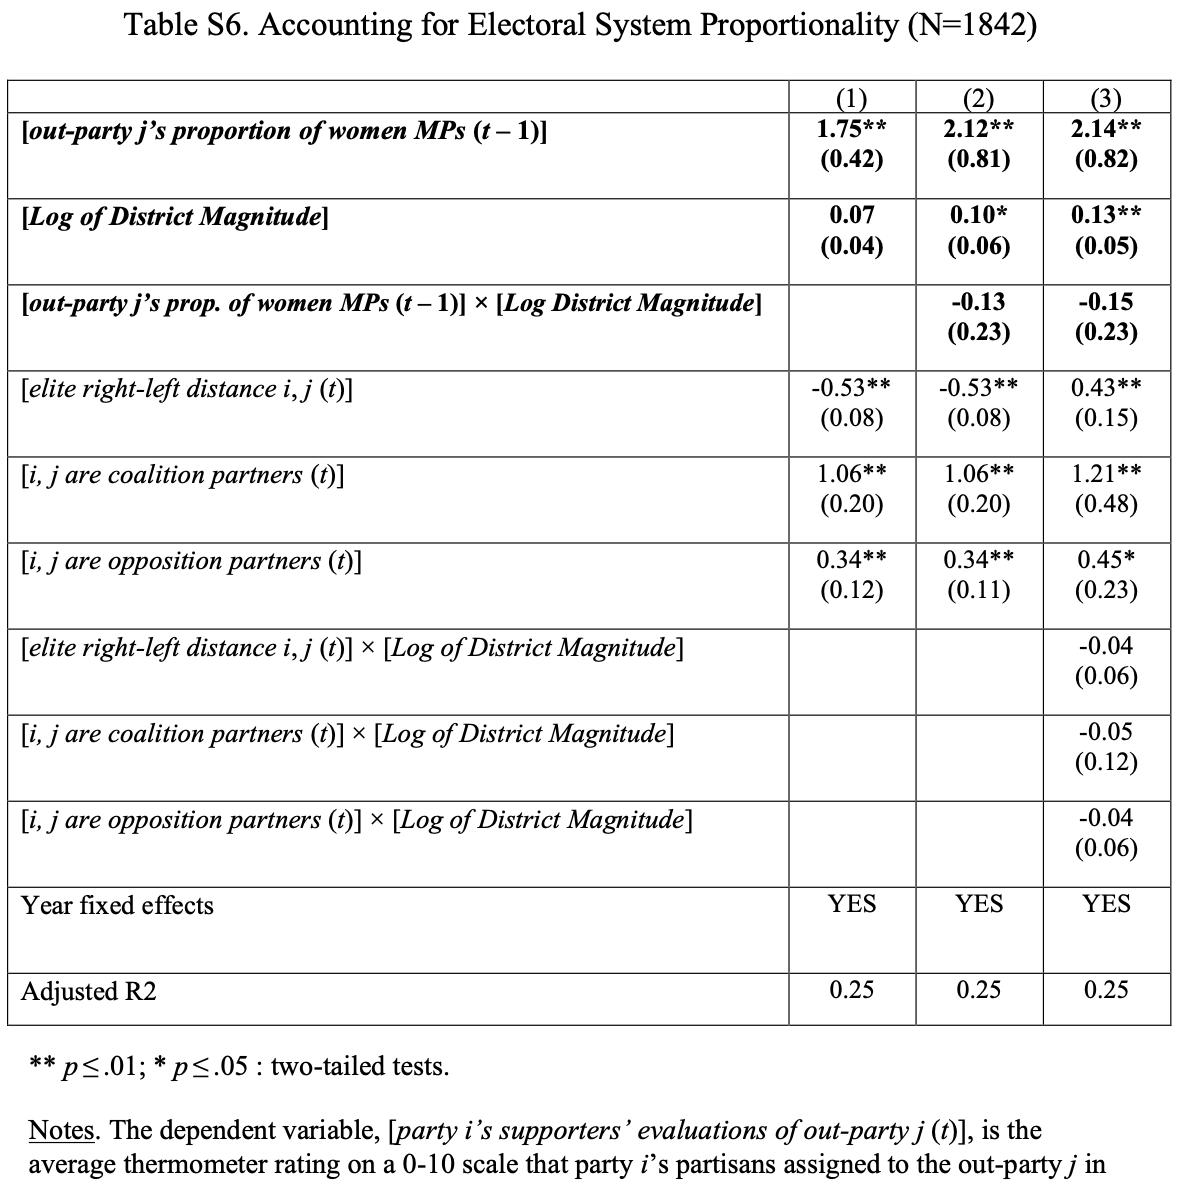 Table S6. Accounting for Electoral System Proportionality (N=1842)
(1) (2) (3)
[out-party j’s proportion of women MPs (t – 1)] 1.75** 2.12** 2.14**
(0.42) (0.81) (0.82)
[Log of District Magnitude] 0.07 0.10* 0.13**
(0.04) (0.06) (0.05)
[out-party j’s prop. of women MPs (t – 1)] × [Log District Magnitude] -0.13 -0.15
(0.23) (0.23)
[elite right-left distance i, j (t)] -0.53** -0.53** 0.43**
(0.08) (0.08) (0.15)
[i, j are coalition partners (t)] 1.06** 1.06** 1.21**
(0.20) (0.20) (0.48)
[i, j are opposition partners (t)] 0.34** 0.34** 0.45*
(0.12) (0.11) (0.23)
[elite right-left distance i, j (t)] × [Log of District Magnitude] -0.04
(0.06)
[i, j are coalition partners (t)] × [Log of District Magnitude] -0.05
(0.12)
[i, j are opposition partners (t)] × [Log of District Magnitude] -0.04
(0.06)
Year fixed effects YES YES YES
Adjusted R2 0.25 0.25 0.25
** p ≤ .01; * p ≤ .05 : two-tailed tests.
Notes. The dependent variable, [party i’s supporters’ evaluations of out-party j (t)], is the
average thermometer rating on a 0-10 scale that party i’s partisans assigned to the out-party j in